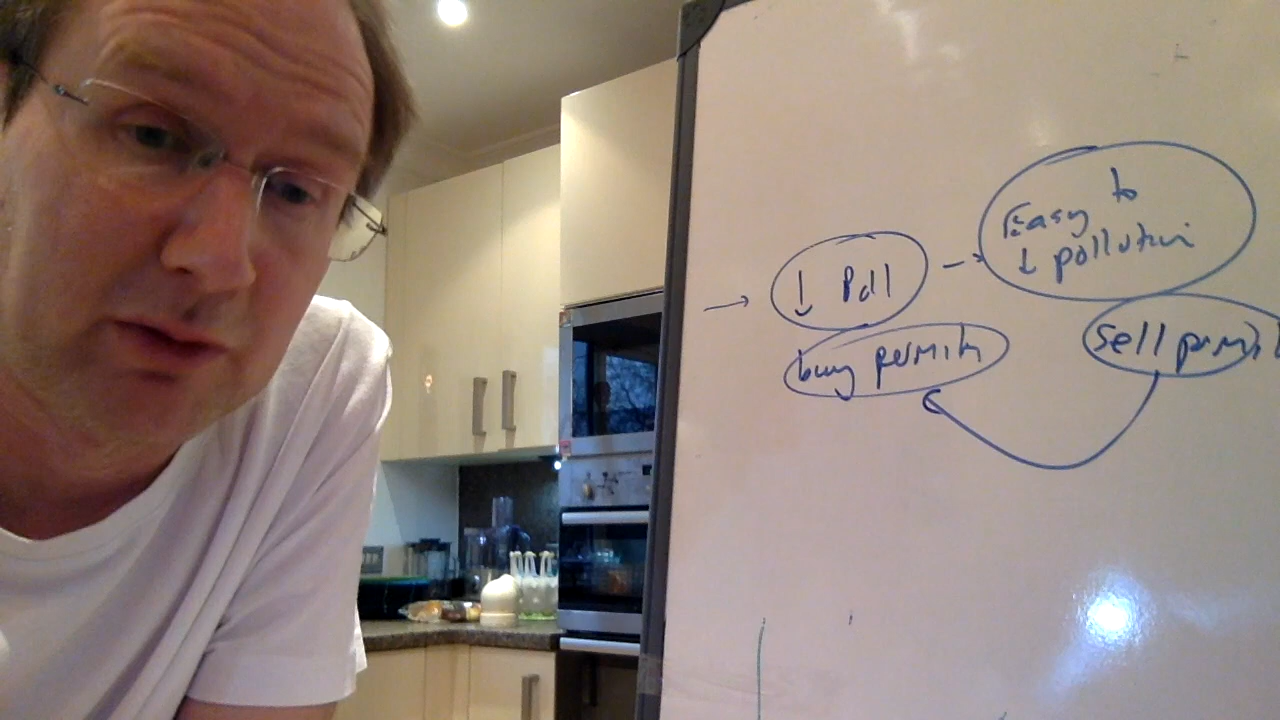 ↓ Poll
buy permits
Easy to
↓ pollution
Sell permit